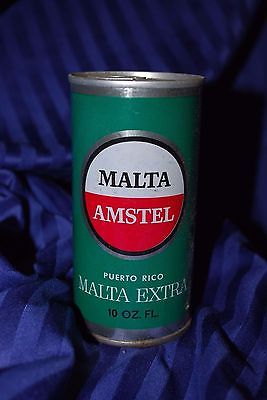 MALTA
AMSTEL
PUERTO RICO
MALTA EXTRA
10 OZ. FL.